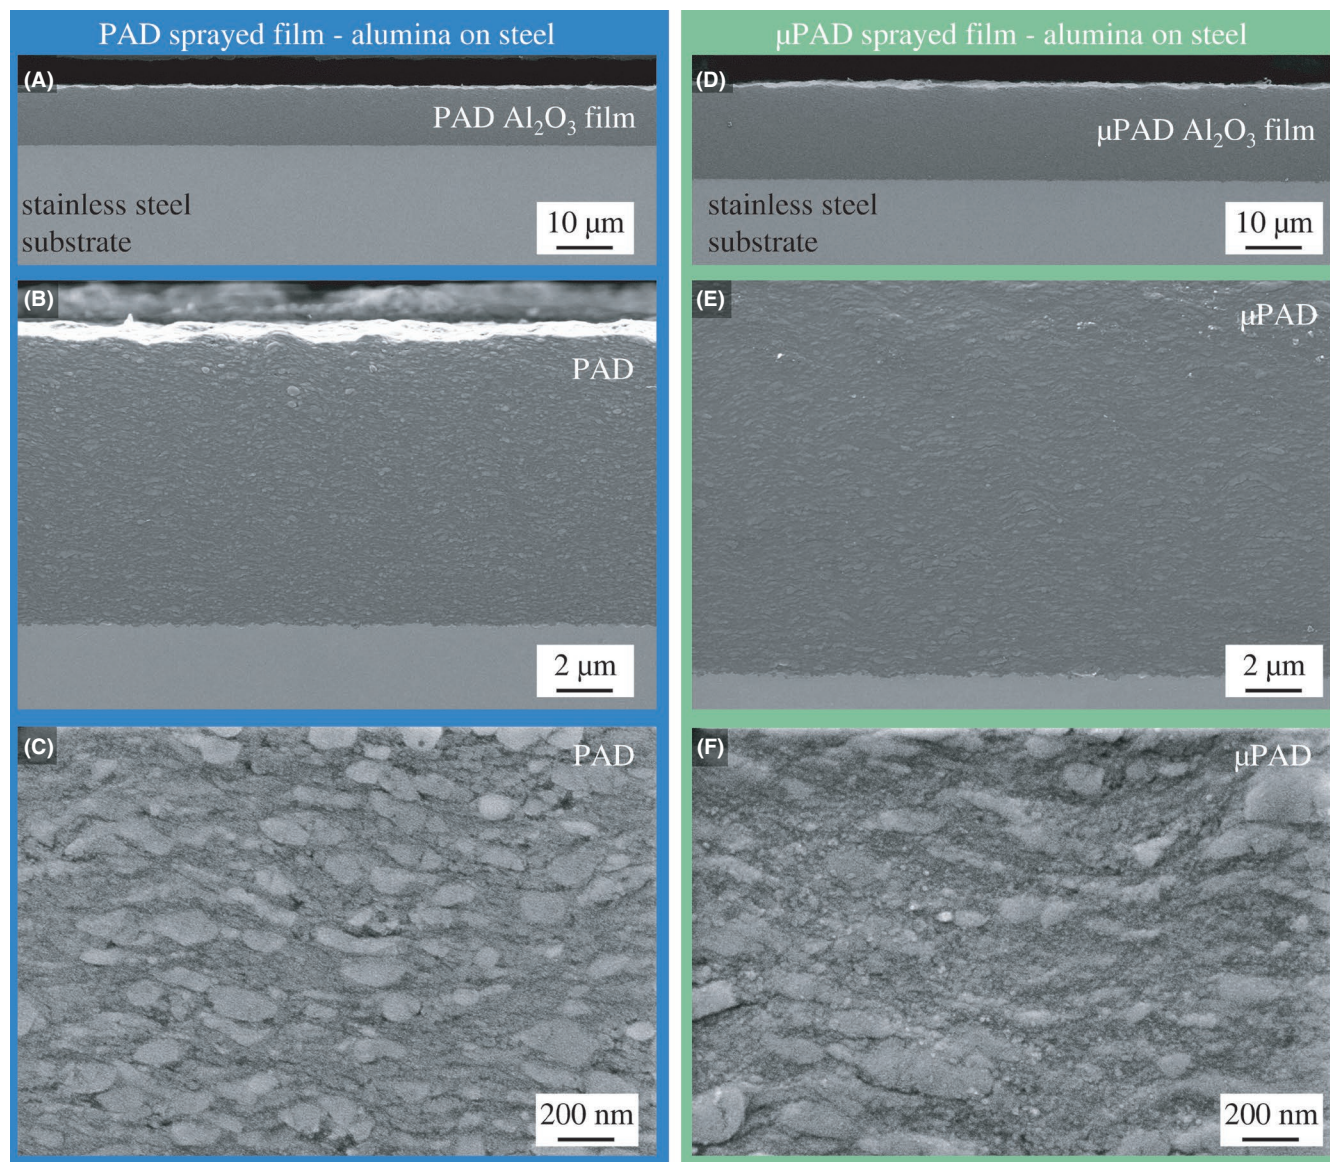 PAD sprayed film - alumina on steel
(A)
PAD Al₂O₃ film
stainless steel
substrate
10 µm
(B)
PAD
2 µm
(C)
PAD
200 nm
µPAD sprayed film - alumina on steel
(D)
µPAD Al₂O₃ film
stainless steel
substrate
10 µm
(E)
µPAD
2 µm
(F)
µPAD
200 nm